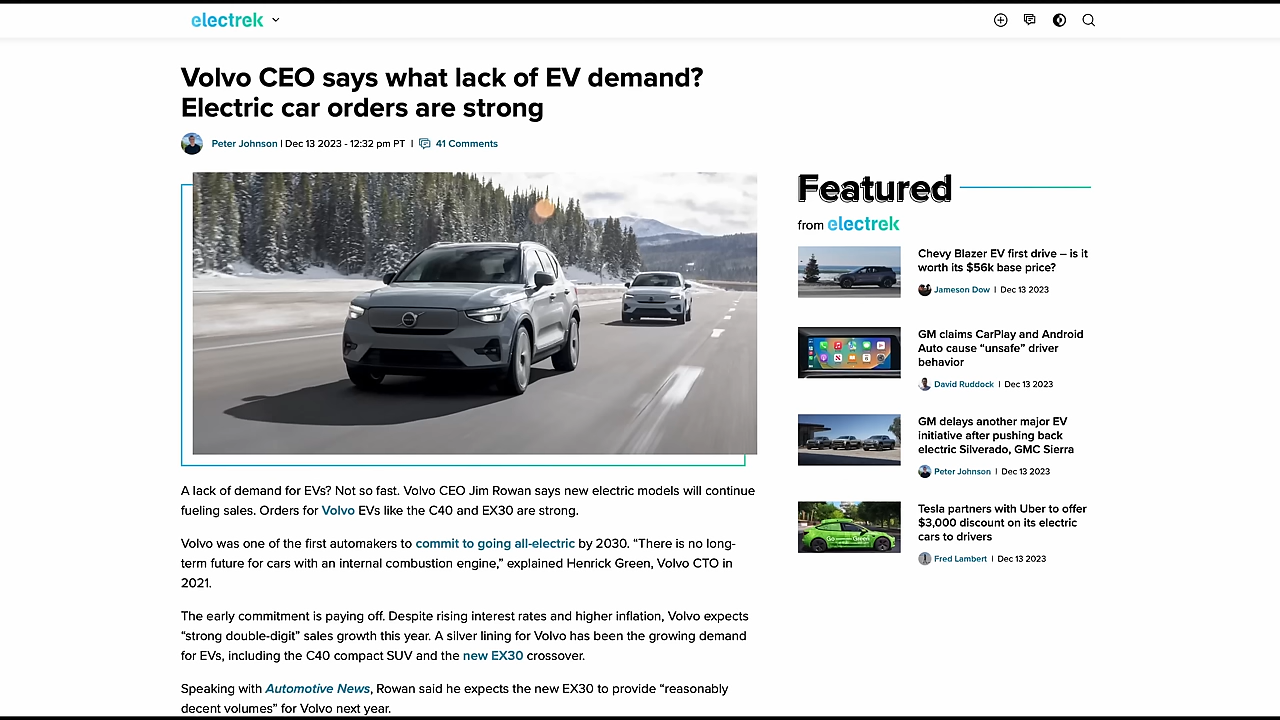 electrek
Volvo CEO says what lack of EV demand?
Electric car orders are strong
Peter Johnson | Dec 13 2023 - 12:32 pm PT | 41 Comments
A lack of demand for EVs? Not so fast. Volvo CEO Jim Rowan says new electric models will continue
fueling sales. Orders for Volvo EVs like the C40 and EX30 are strong.
Volvo was one of the first automakers to commit to going all-electric by 2030. “There is no long-
term future for cars with an internal combustion engine,” explained Henrick Green, Volvo CTO in
2021.
The early commitment is paying off. Despite rising interest rates and higher inflation, Volvo expects
“strong double-digit” sales growth this year. A silver lining for Volvo has been the growing demand
for EVs, including the C40 compact SUV and the new EX30 crossover.
Speaking with Automotive News, Rowan said he expects the new EX30 to provide “reasonably
decent volumes” for Volvo next year.
Featured
from electrek
Chevy Blazer EV first drive – is it
worth its $56k base price?
Jameson Dow | Dec 13 2023
GM claims CarPlay and Android
Auto cause “unsafe” driver
behavior
David Ruddock | Dec 13 2023
GM delays another major EV
initiative after pushing back
electric Silverado, GMC Sierra
Peter Johnson | Dec 13 2023
Tesla partners with Uber to offer
$3,000 discount on its electric
cars to drivers
Fred Lambert | Dec 13 2023